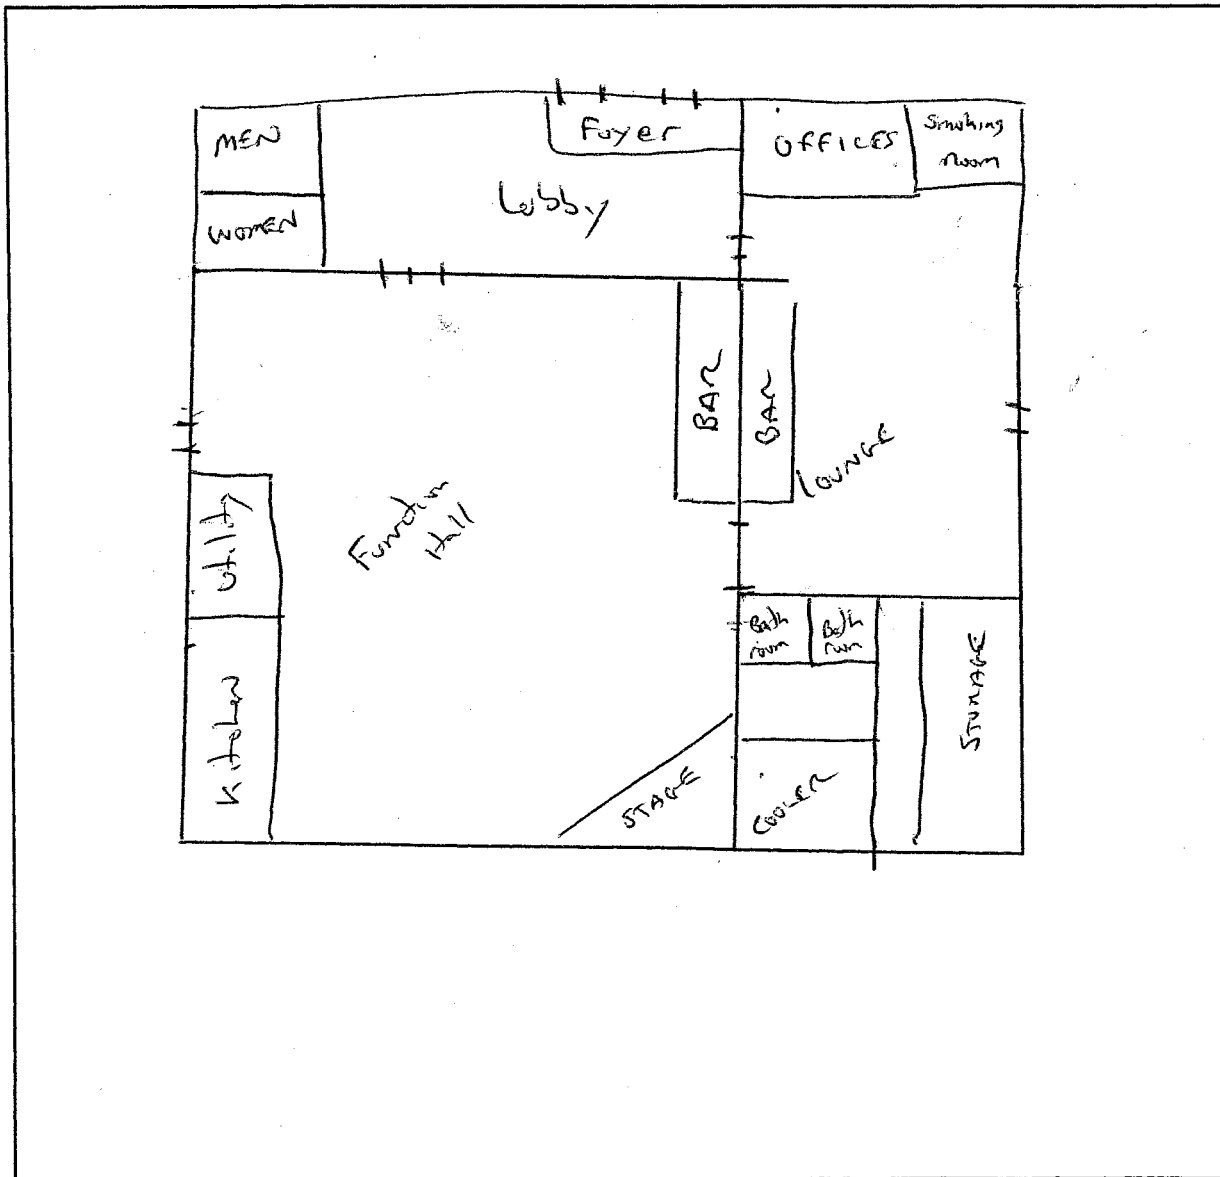 MEN
WOMEN
Foyer
Lobby
OFFICES
Smoking
Room
BAR
BAR
LOUNGE
Function
Hall
Utility
Kitchen
STAGE
Bath
room
Bath
room
COOLER
STORAGE